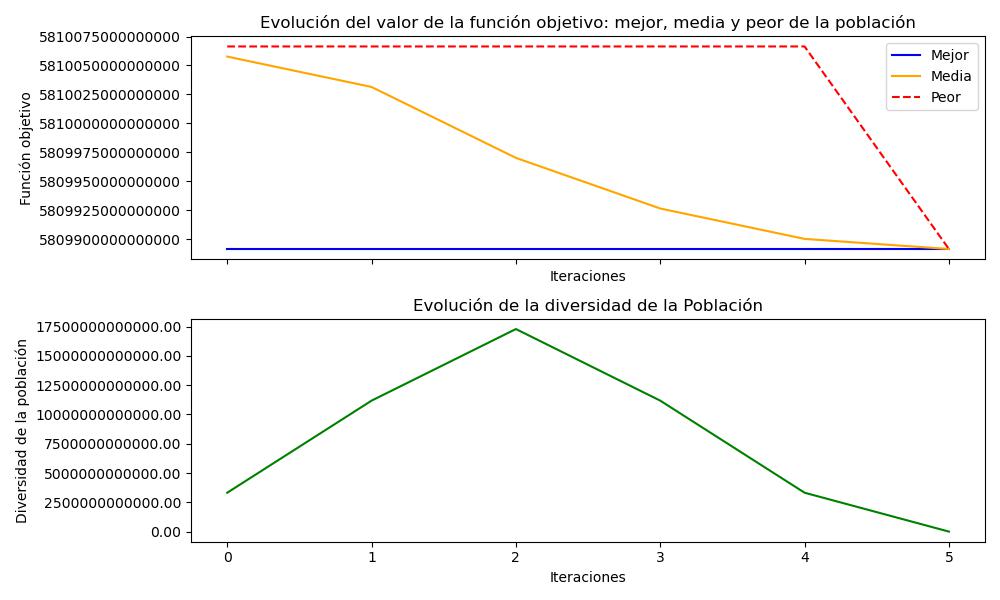 Evolución del valor de la función objetivo: mejor, media y peor de la población
Función objetivo
5810075000000000
5810050000000000
5810025000000000
5810000000000000
5809975000000000
5809950000000000
5809925000000000
5809900000000000
Mejor
Media
Peor
Iteraciones
Evolución de la diversidad de la Población
Diversidad de la población
17500000000000.00
15000000000000.00
12500000000000.00
10000000000000.00
7500000000000.00
5000000000000.00
2500000000000.00
0.00
0 1 2 3 4 5
Iteraciones